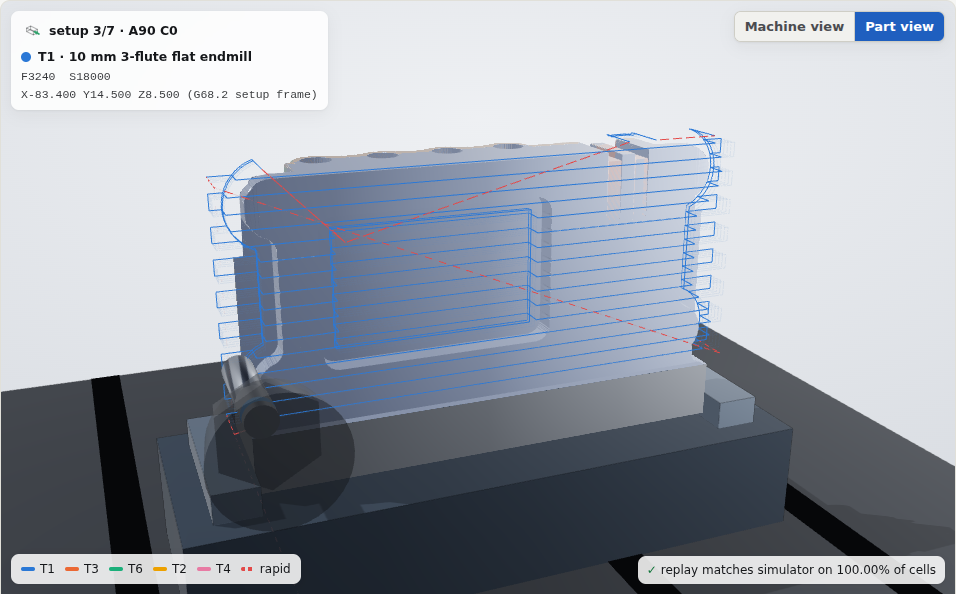 setup 3/7 · A90 C0
Machine view
Part view
T1 · 10 mm 3-flute flat endmill
F3240 S18000
X-83.400 Y14.500 Z8.500 (G68.2 setup frame)
T1 T3 T6 T2 T4 rapid
✓ replay matches simulator on 100.00% of cells